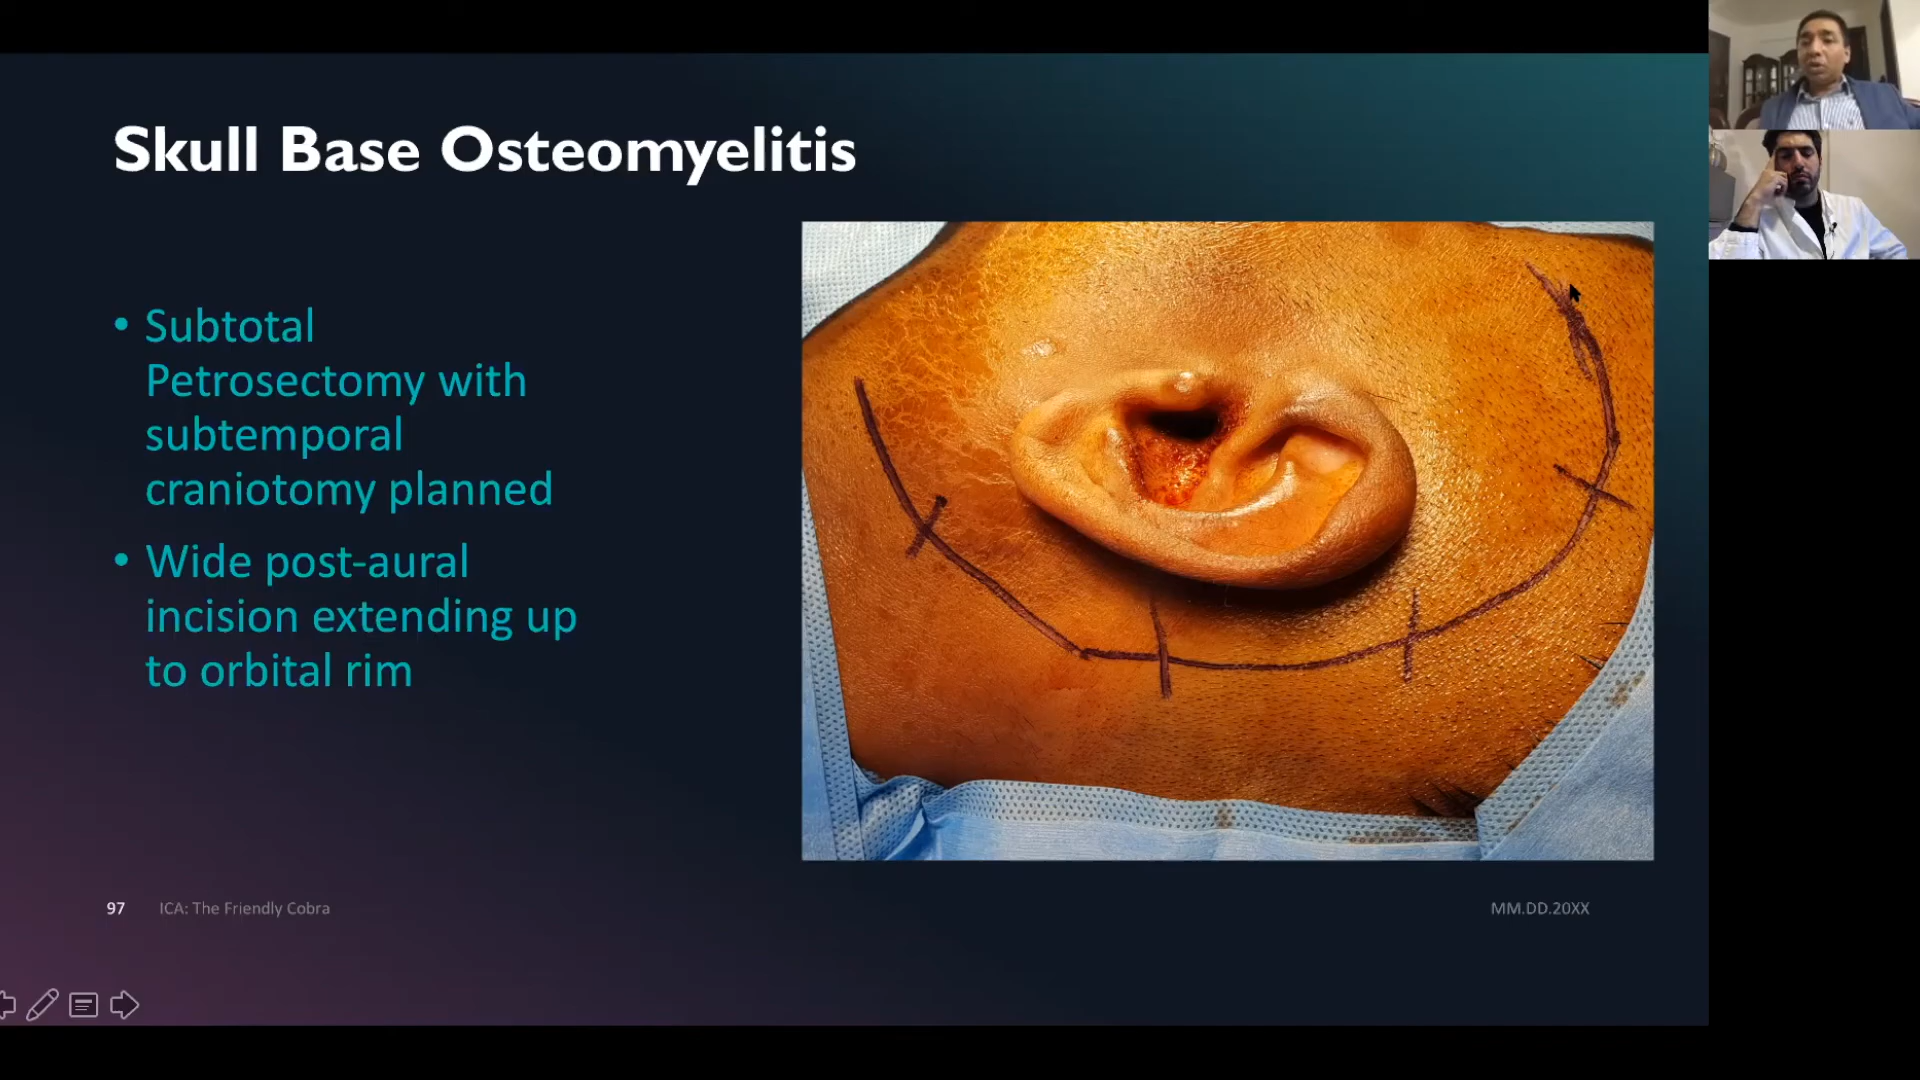 Skull Base Osteomyelitis
• Subtotal
Petrosectomy with
subtemporal
craniotomy planned
• Wide post-aural
incision extending up
to orbital rim
97 ICA: The Friendly Cobra
MM.DD.20XX